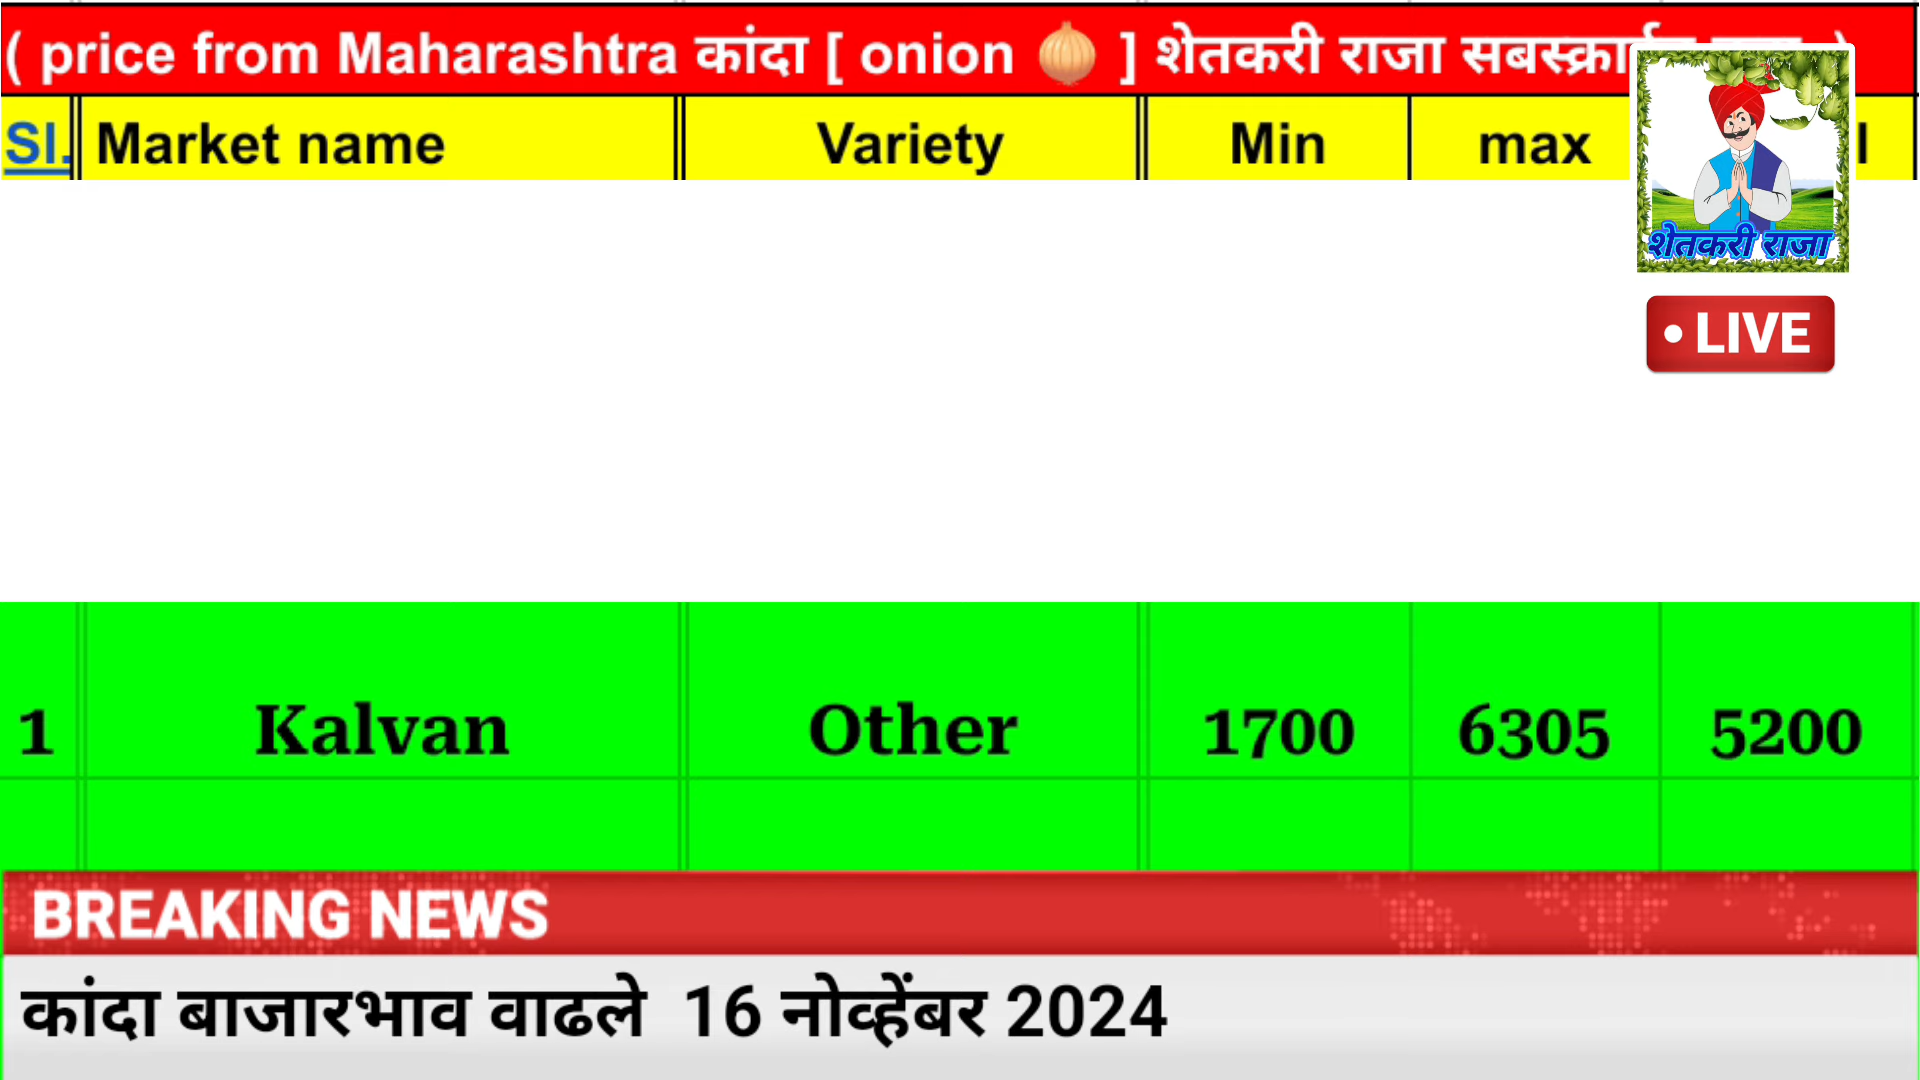 ( price from Maharashtra कांदा [ onion 🧅 ] शेतकरी राजा
Sl. Market name Variety Min max
शेतकरी राजा
• LIVE
1 Kalvan Other 1700 6305 5200
BREAKING NEWS
कांदा बाजारभाव वाढले 16 नोव्हेंबर 2024